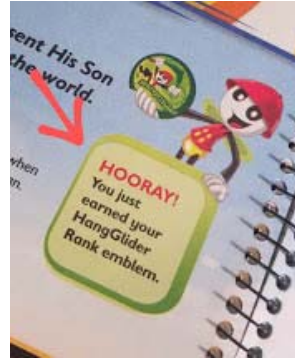 sent His Son
the world.
when
HOORAY!
You just
earned your
HangGlider
Rank emblem.